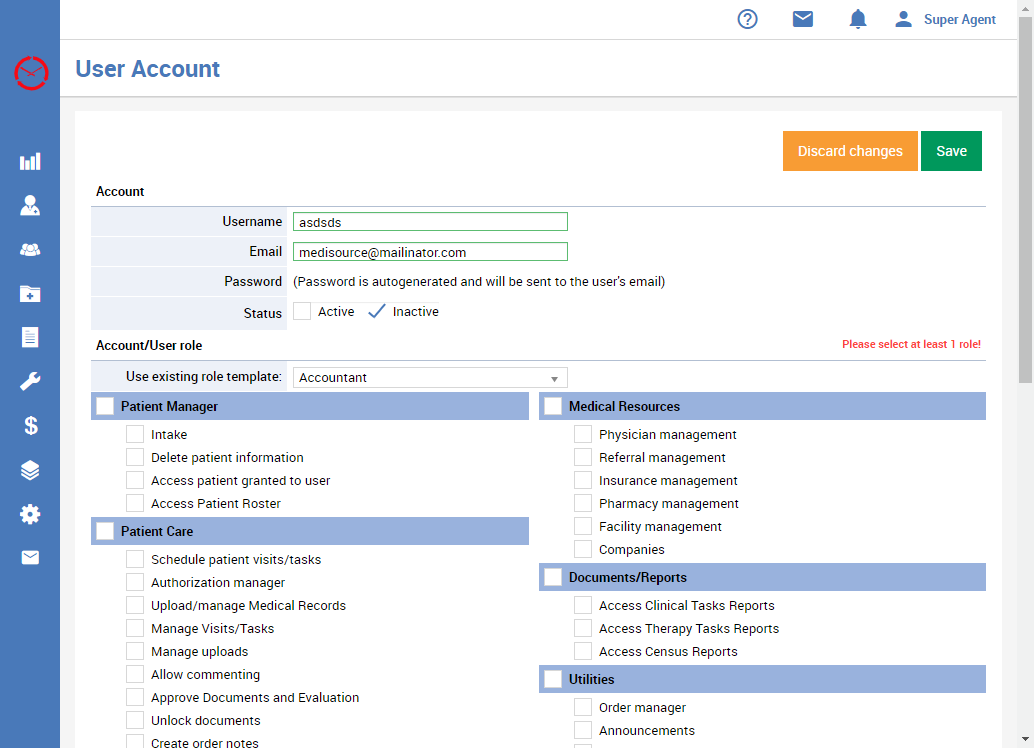 Super Agent
User Account
Discard changes
Save
Account
Username
asdsds
Email
medisource@mailinator.com
Password
(Password is autogenerated and will be sent to the user's email)
Status
Active
Inactive
Account/User role
Please select at least 1 role!
Use existing role template:
Accountant
Patient Manager
Intake
Delete patient information
Access patient granted to user
Access Patient Roster
Patient Care
Schedule patient visits/tasks
Authorization manager
Upload/manage Medical Records
Manage Visits/Tasks
Manage uploads
Allow commenting
Approve Documents and Evaluation
Unlock documents
Create order notes
Medical Resources
Physician management
Referral management
Insurance management
Pharmacy management
Facility management
Companies
Documents/Reports
Access Clinical Tasks Reports
Access Therapy Tasks Reports
Access Census Reports
Utilities
Order manager
Announcements